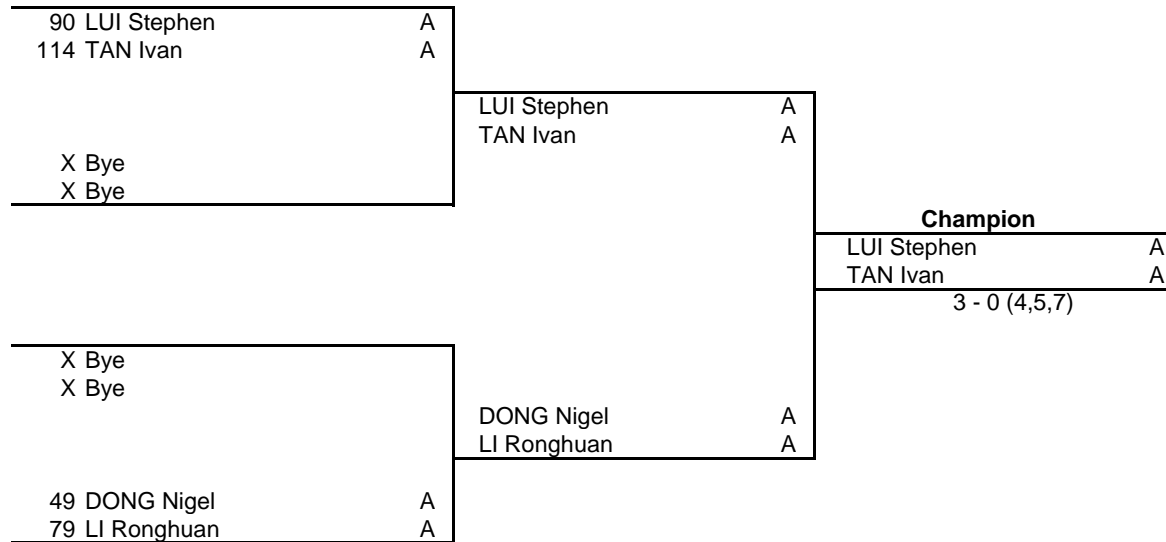 90 LUI Stephen A
114 TAN Ivan A
LUI Stephen A
TAN Ivan A
X Bye
X Bye
Champion
LUI Stephen A
TAN Ivan A
3 - 0 (4,5,7)
X Bye
X Bye
DONG Nigel A
LI Ronghuan A
49 DONG Nigel A
79 LI Ronghuan A